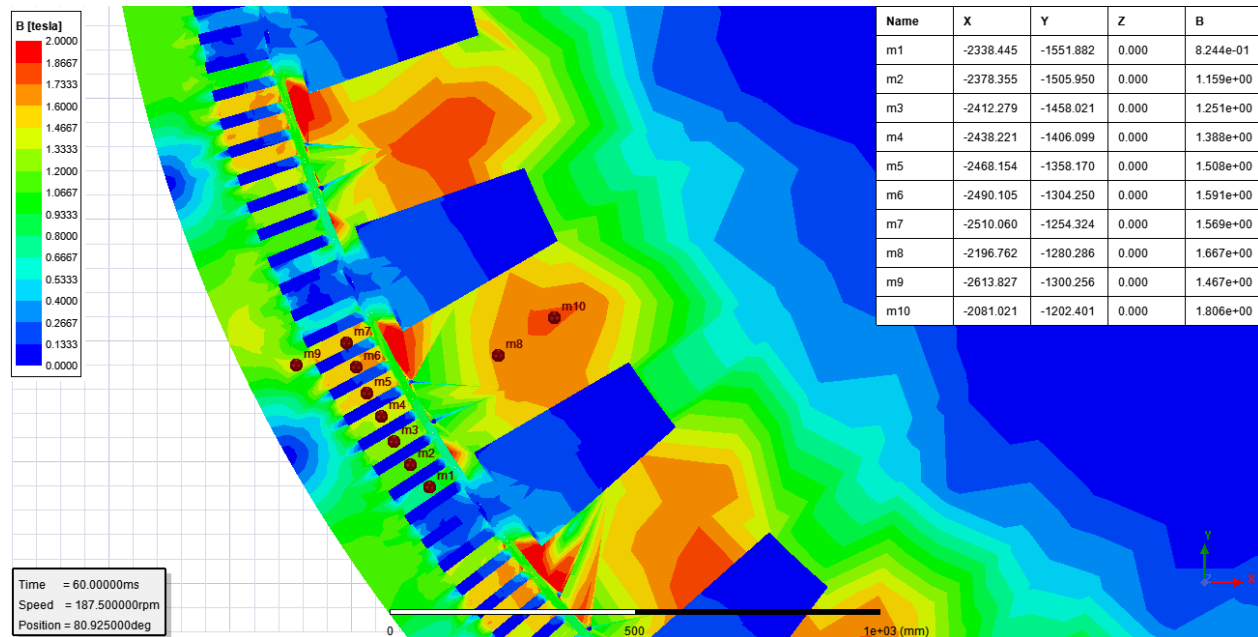 B [tesla]
2.0000
1.8667
1.7333
1.6000
1.4667
1.3333
1.2000
1.0667
0.9333
0.8000
0.6667
0.5333
0.4000
0.2667
0.1333
0.0000
Name X Y Z B
m1 -2338.445 -1551.882 0.000 8.244e-01
m2 -2378.355 -1505.950 0.000 1.159e+00
m3 -2412.279 -1458.021 0.000 1.251e+00
m4 -2438.221 -1406.099 0.000 1.388e+00
m5 -2468.154 -1358.170 0.000 1.508e+00
m6 -2490.105 -1304.250 0.000 1.591e+00
m7 -2510.060 -1254.324 0.000 1.569e+00
m8 -2196.762 -1280.286 0.000 1.667e+00
m9 -2613.827 -1300.256 0.000 1.467e+00
m10 -2081.021 -1202.401 0.000 1.806e+00
m10
m7
m8
m9
m6
m5
m4
m3
m2
m1
Time = 60.00000ms
Speed = 187.500000rpm
Position = 80.925000deg
0 500 1e+03 (mm)
Y
Z
X